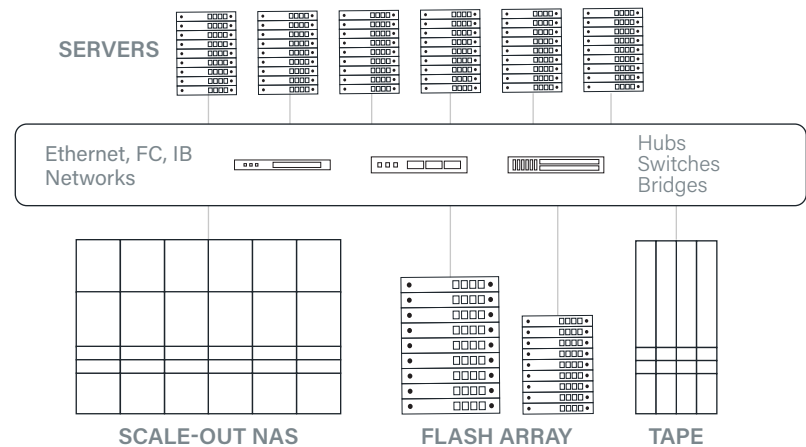 SERVERS
Ethernet, FC, IB
Networks
Hubs
Switches
Bridges
SCALE-OUT NAS
FLASH ARRAY
TAPE